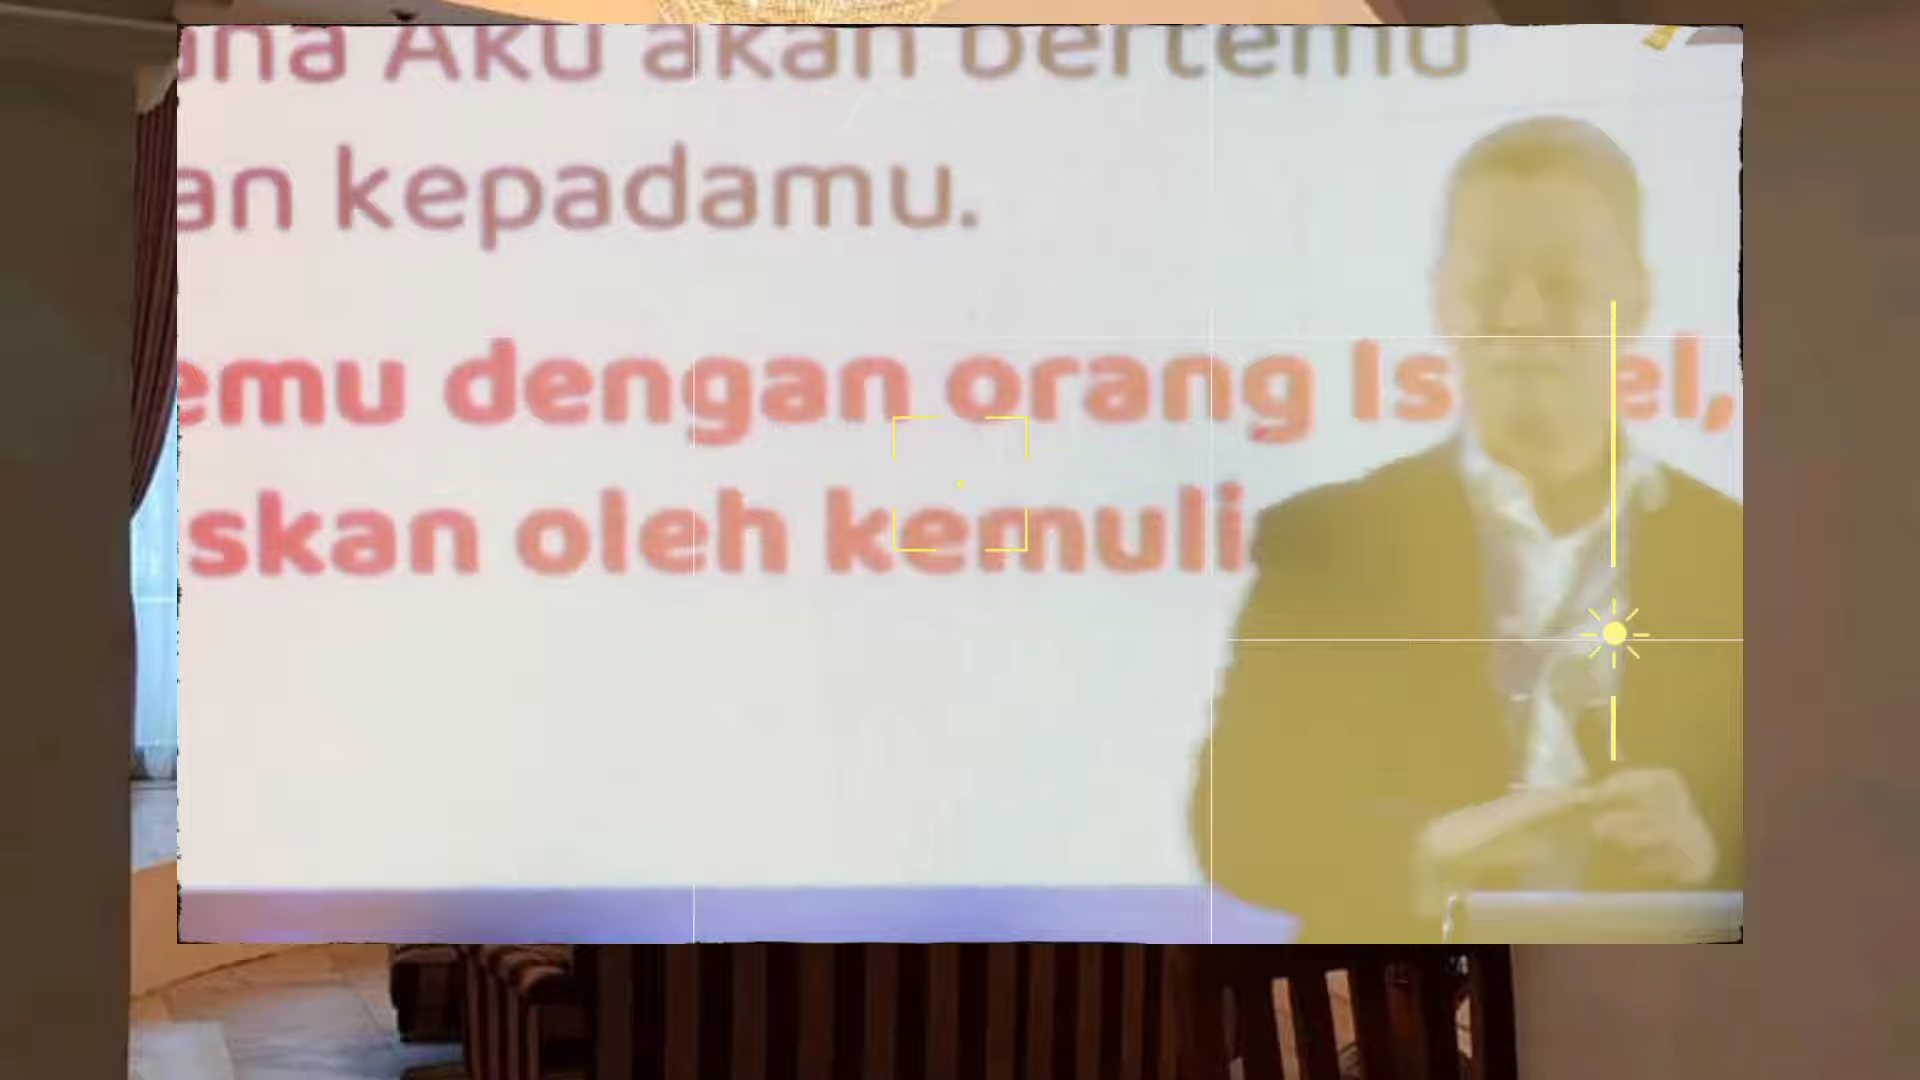 ana Aku akan bertemu
an kepadamu.
emu dengan orang Is el,
skan oleh kemuli